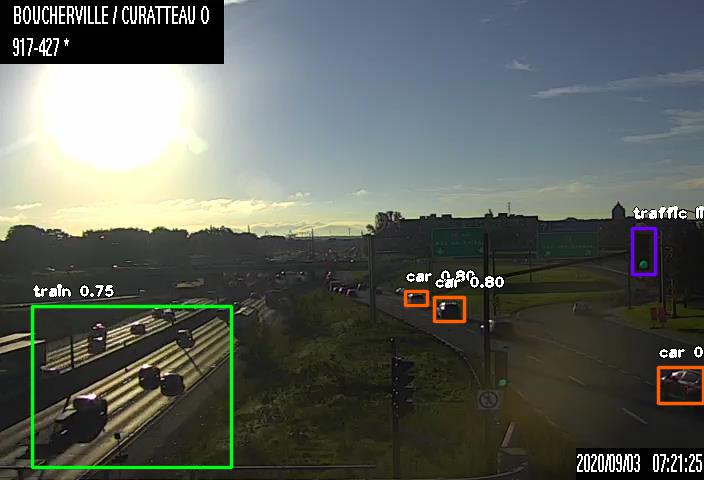 BOUCHERVILLE / CURATTEAU O
917-427 *
traffic li
car 0.80
car 0.80
train 0.75
car 0
2020/09/03 07:21:25